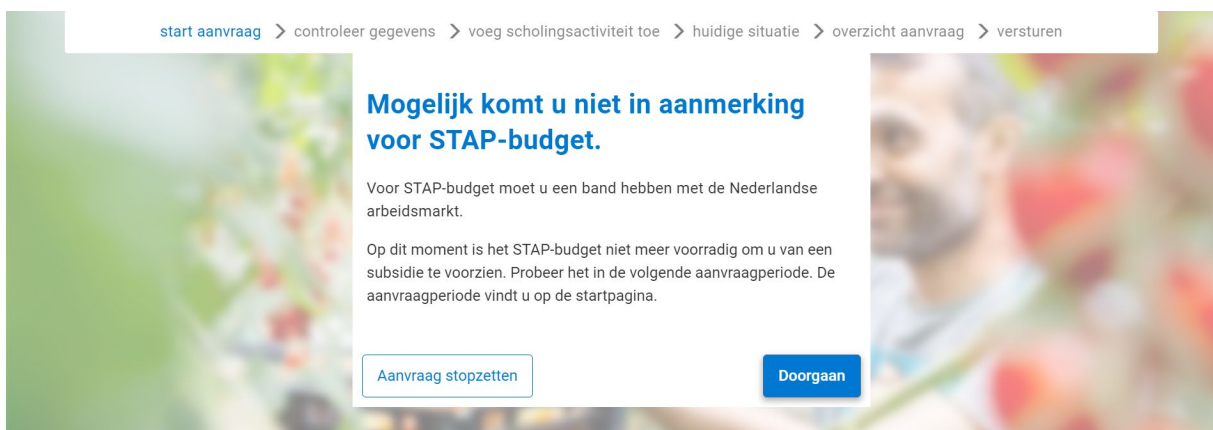 start aanvraag > controleer gegevens > voeg scholingsactiviteit toe > huidige situatie > overzicht aanvraag > versturen
Mogelijk komt u niet in aanmerking
voor STAP-budget.
Voor STAP-budget moet u een band hebben met de Nederlandse
arbeidsmarkt.
Op dit moment is het STAP-budget niet meer voorradig om u van een
subsidie te voorzien. Probeer het in de volgende aanvraagperiode. De
aanvraagperiode vindt u op de startpagina.
Aanvraag stopzetten
Doorgaan